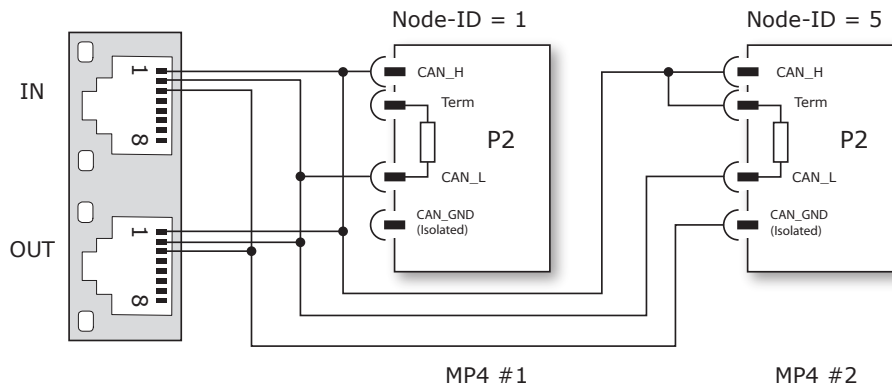 Node-ID = 1
Node-ID = 5
IN
1
8
CAN_H
Term
P2
CAN_L
CAN_GND
(Isolated)
CAN_H
Term
P2
CAN_L
CAN_GND
(Isolated)
OUT
1
8
MP4 #1
MP4 #2